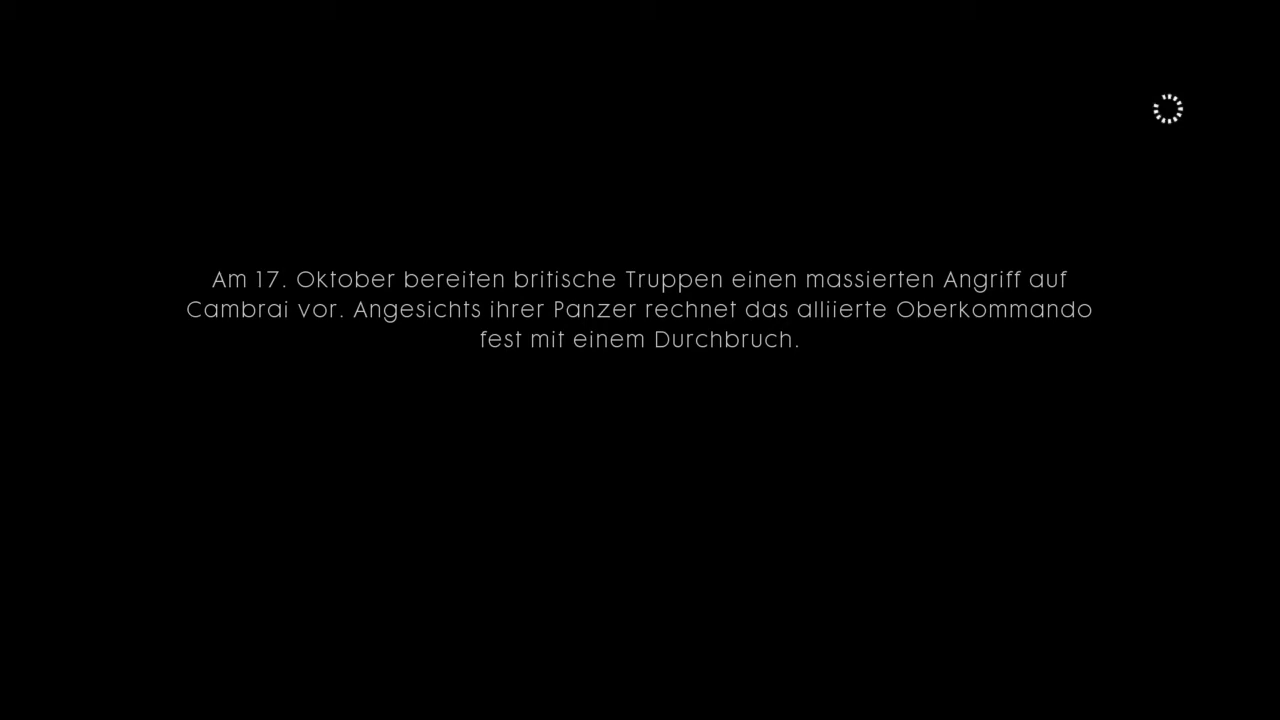 Am 17. Oktober bereiten britische Truppen einen massierten Angriff auf
Cambrai vor. Angesichts ihrer Panzer rechnet das alliierte Oberkommando
fest mit einem Durchbruch.